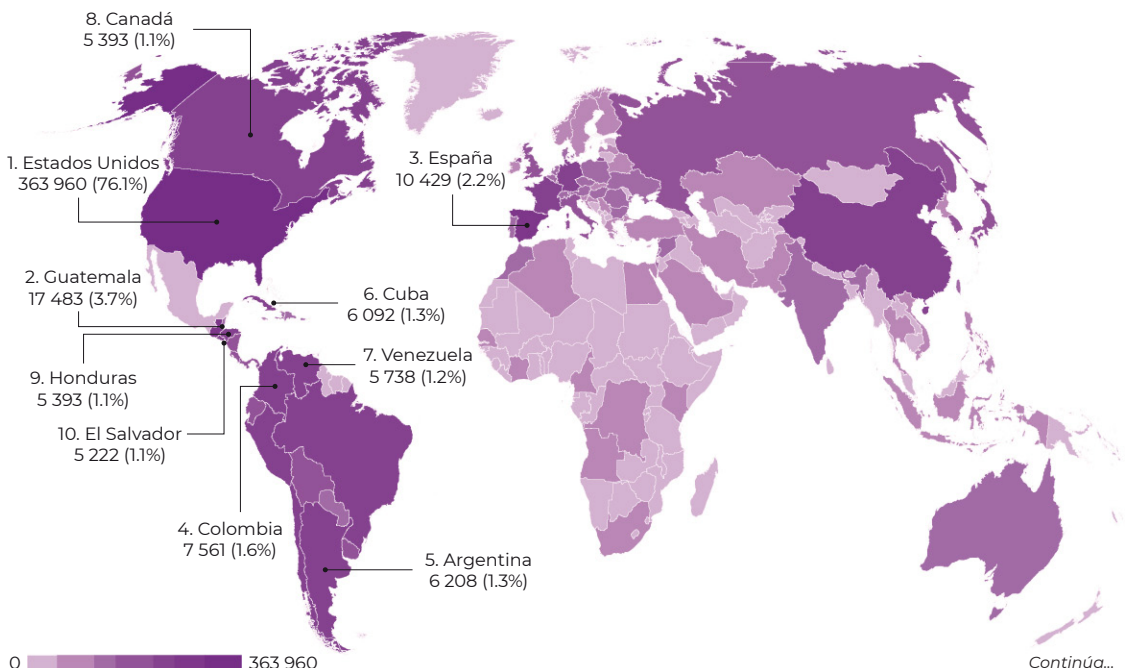 8. Canadá
5 393 (1.1%)
1. Estados Unidos
363 960 (76.1%)
3. España
10 429 (2.2%)
2. Guatemala
17 483 (3.7%)
6. Cuba
6 092 (1.3%)
7. Venezuela
5 738 (1.2%)
9. Honduras
5 393 (1.1%)
10. El Salvador
5 222 (1.1%)
4. Colombia
7 561 (1.6%)
5. Argentina
6 208 (1.3%)
0 363 960
Continúa...